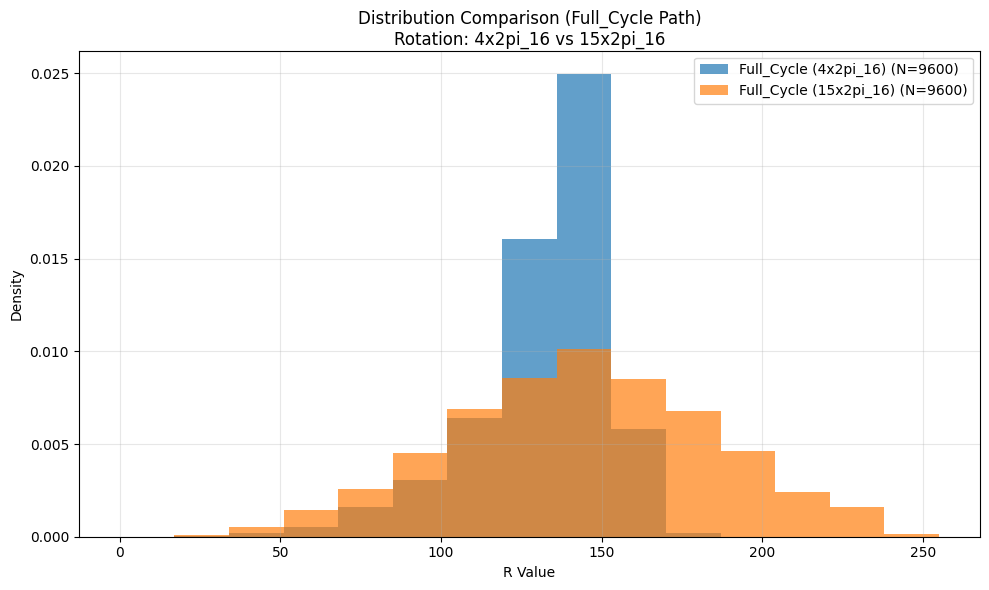 Distribution Comparison (Full_Cycle Path)
Rotation: 4x2pi_16 vs 15x2pi_16
Full_Cycle (4x2pi_16) (N=9600)
Full_Cycle (15x2pi_16) (N=9600)
Density
0.025
0.020
0.015
0.010
0.005
0.000
0 50 100 150 200 250
R Value